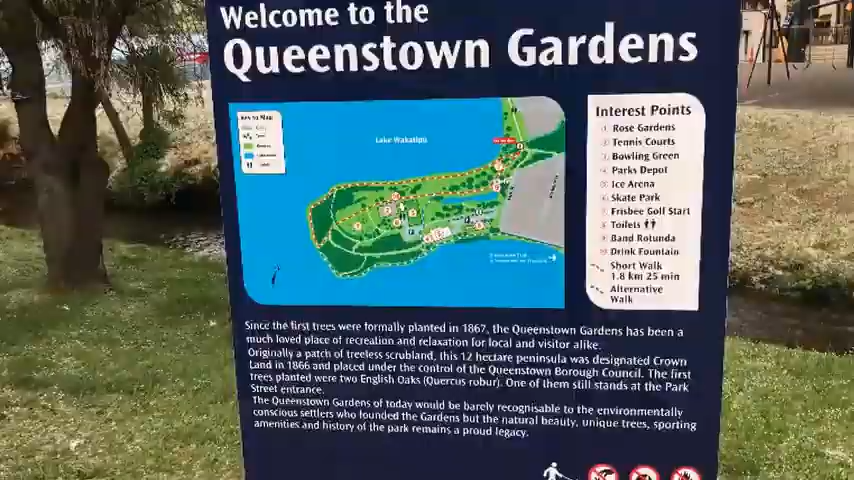 Welcome to the
Queenstown Gardens
Key to Map
Lake Wakatipu
Interest Points
Rose Gardens
Tennis Courts
Bowling Green
Parks Depot
Ice Arena
Skate Park
Frisbee Golf Start
Toilets
Band Rotunda
Drink Fountain
Short Walk
1.8 km 25 min
Alternative
Walk
Since the first trees were formally planted in 1867, the Queenstown Gardens has been a
much loved place of recreation and relaxation for local and visitor alike.
Originally a patch of treeless scrubland, this 12 hectare peninsula was designated Crown
Land in 1866 and placed under the control of the Queenstown Borough Council. The first
trees planted were two English Oaks (Quercus robur). One of them still stands at the Park
Street entrance.
The Queenstown Gardens of today would be barely recognisable to the environmentally
conscious settlers who founded the Gardens but the natural beauty, unique trees, sporting
amenities and history of the park remains a proud legacy.